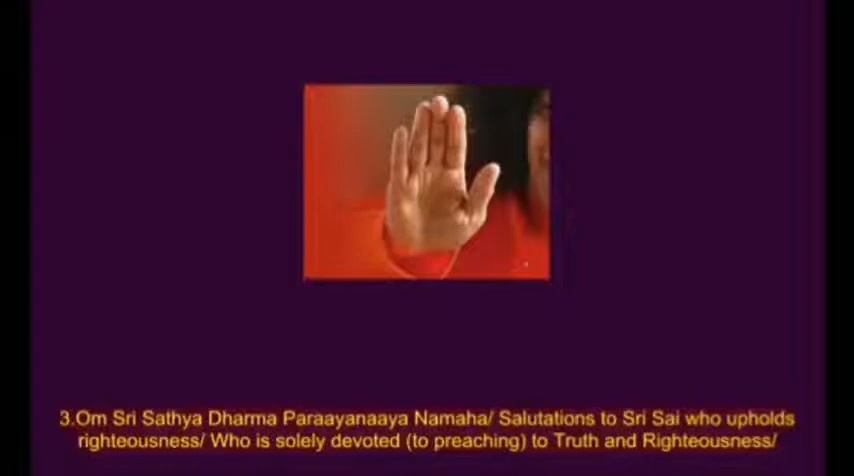 3.Om Sri Sathya Dharma Paraayanaaya Namaha/ Salutations to Sri Sai who upholds
righteousness/ Who is solely devoted (to preaching) to Truth and Righteousness/